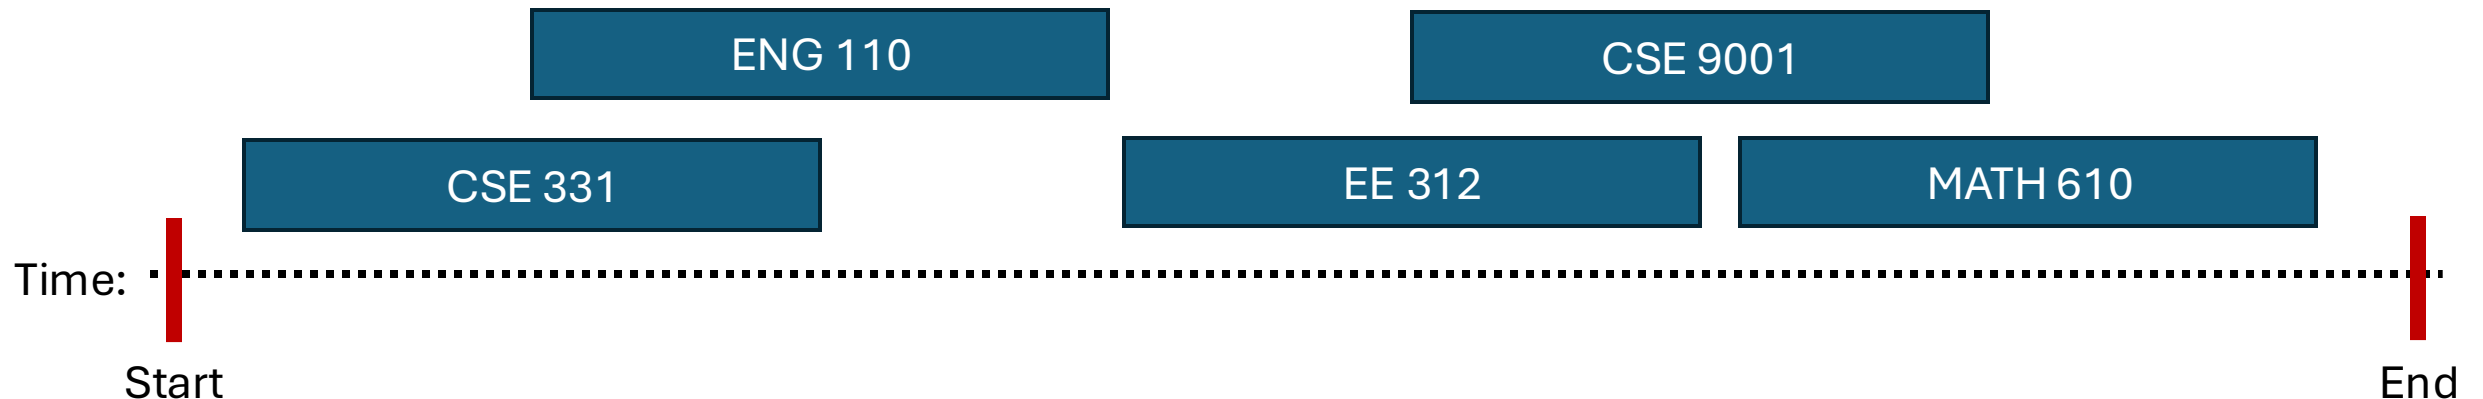 ENG 110
CSE 9001
CSE 331
EE 312
MATH 610
Time:
Start
End